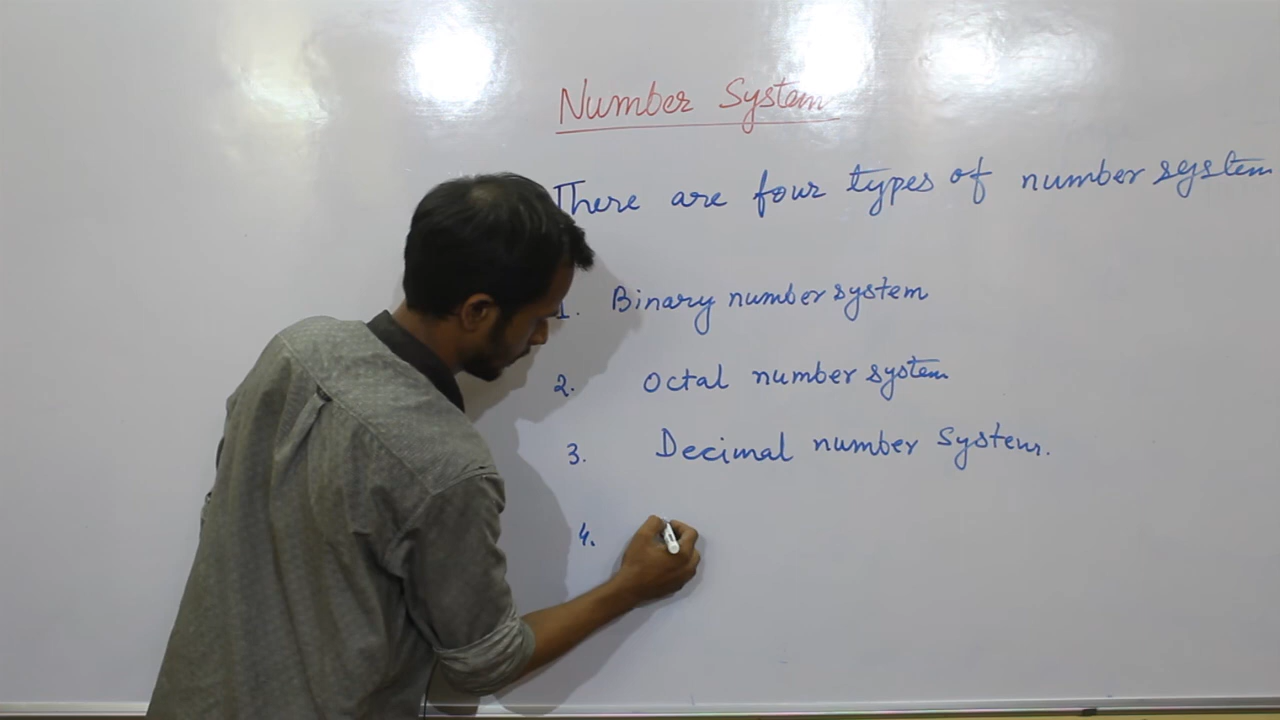 Number System
There are four types of number system
1. Binary number system
2. Octal number system
3. Decimal number system.
4.